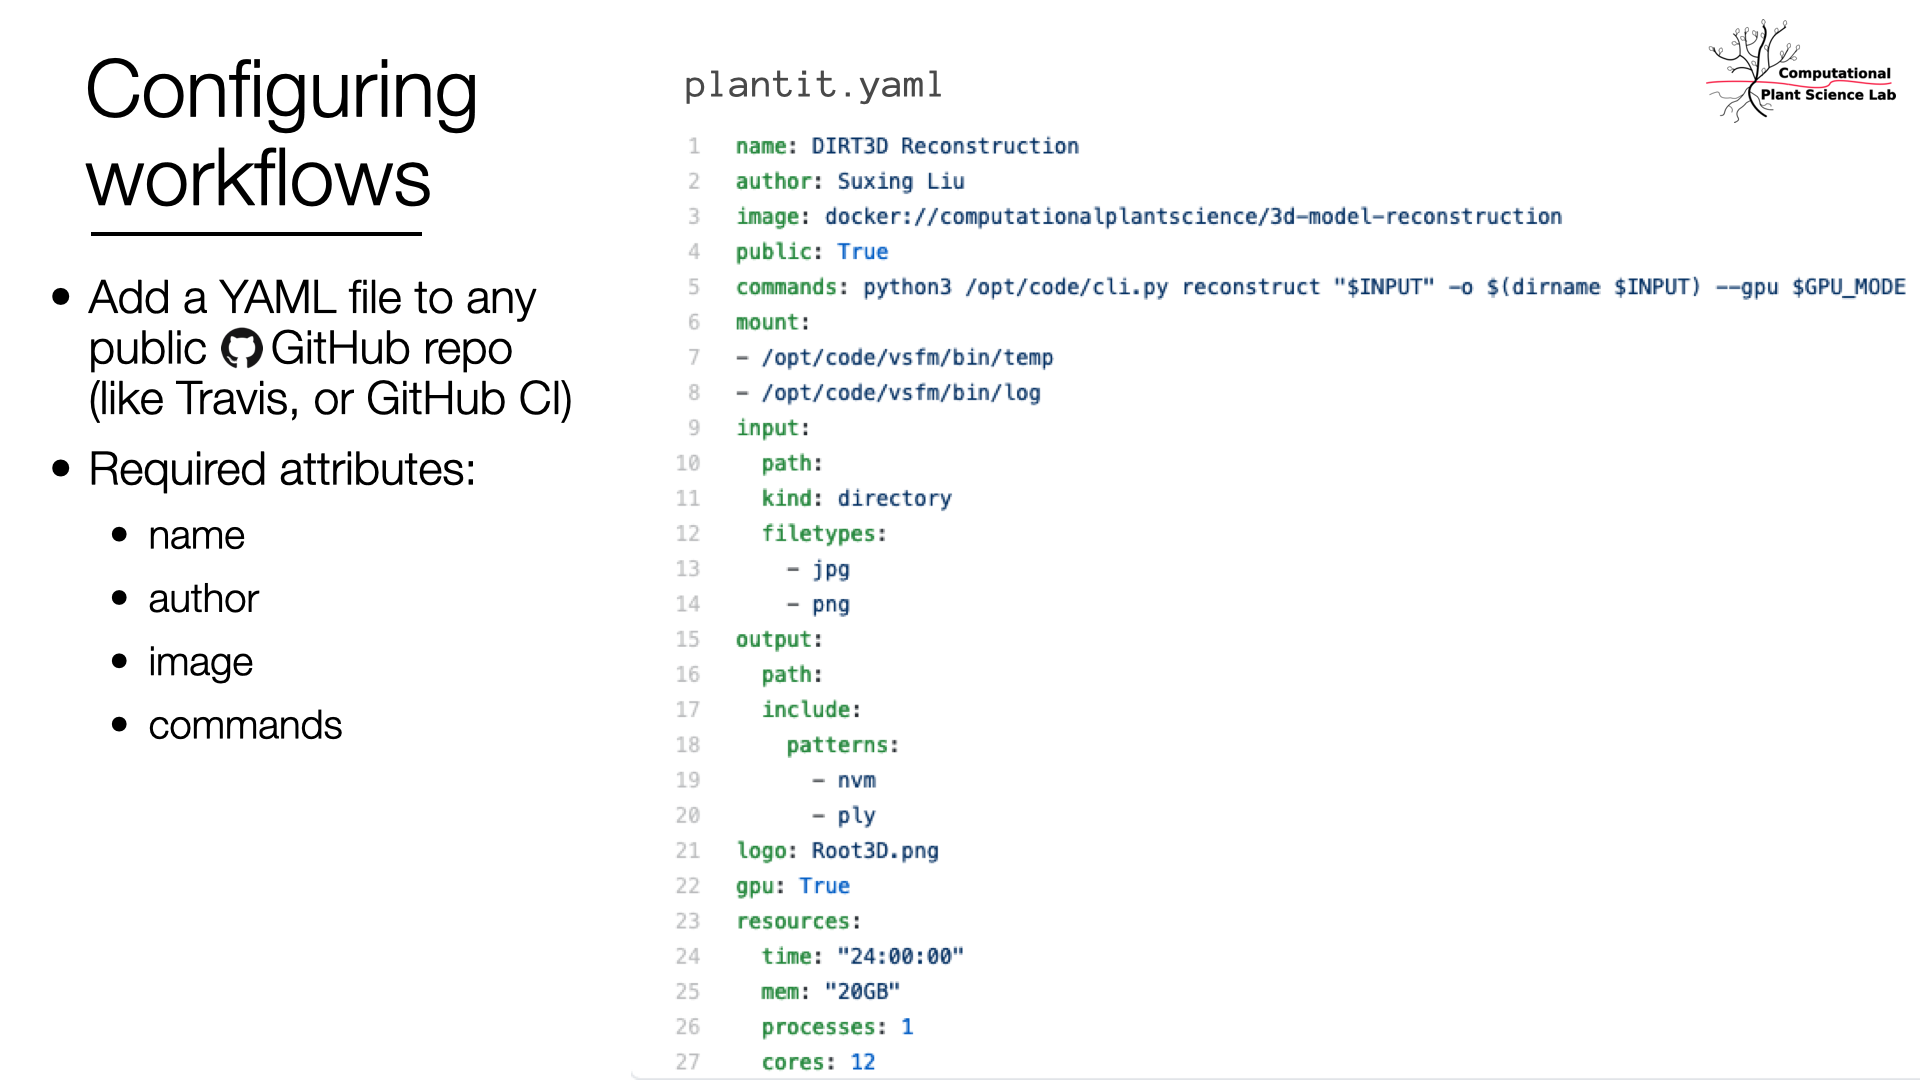 Configuring
workflows
• Add a YAML file to any
public GitHub repo
(like Travis, or GitHub CI)
• Required attributes:
• name
• author
• image
• commands
plantit.yaml
Computational
Plant Science Lab
1 name: DIRT3D Reconstruction
2 author: Suxing Liu
3 image: docker://computationalplantscience/3d-model-reconstruction
4 public: True
5 commands: python3 /opt/code/cli.py reconstruct "$INPUT" -o $(dirname $INPUT) --gpu $GPU_MODE
6 mount:
7 - /opt/code/vsfm/bin/temp
8 - /opt/code/vsfm/bin/log
9 input:
10   path:
11   kind: directory
12   filetypes:
13     - jpg
14     - png
15 output:
16   path:
17   include:
18     patterns:
19       - nvm
20       - ply
21 logo: Root3D.png
22 gpu: True
23 resources:
24   time: "24:00:00"
25   mem: "20GB"
26   processes: 1
27   cores: 12